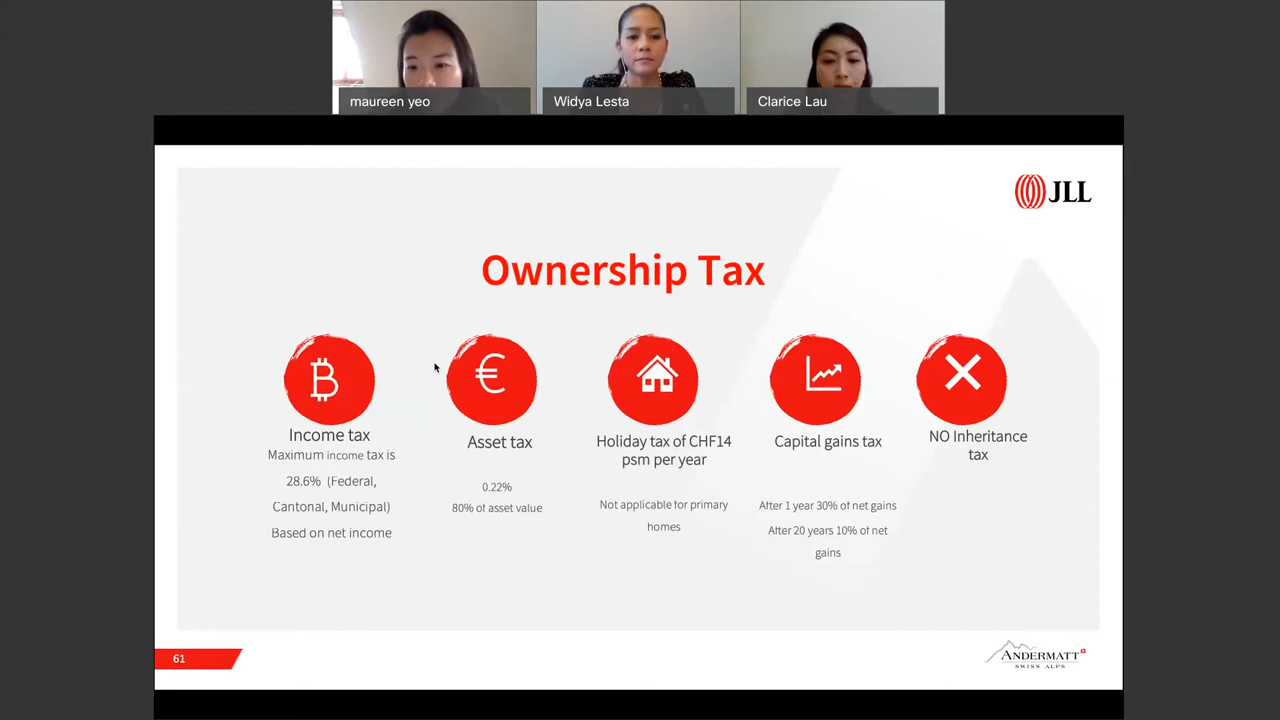 maureen yeo
Widya Lesta
Clarice Lau
JLL
Ownership Tax
Income tax
Maximum income tax is
28.6% (Federal,
Cantonal, Municipal)
Based on net income
Asset tax
0.22%
80% of asset value
Holiday tax of CHF14
psm per year
Not applicable for primary
homes
Capital gains tax
After 1 year 30% of net gains
After 20 years 10% of net
gains
NO Inheritance
tax
61
ANDERMATT
SWISS ALPS